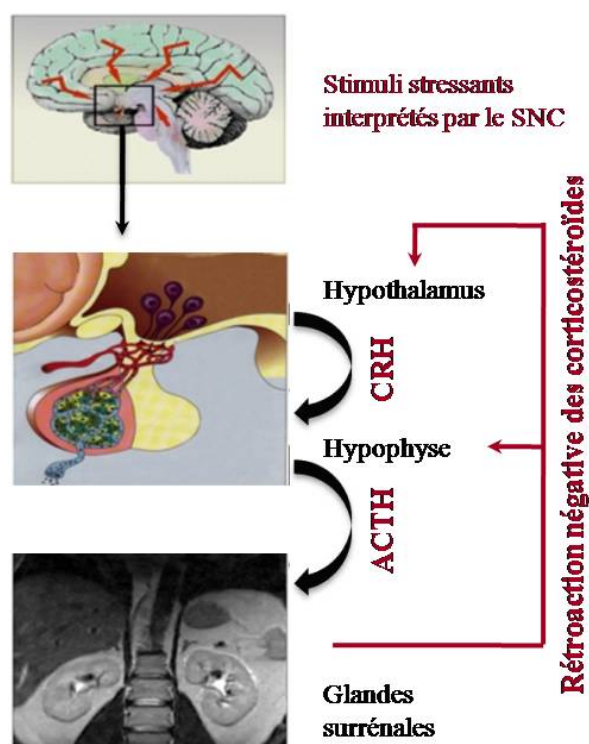 Stimuli stressants
interprétés par le SNC
Hypothalamus
CRH
Hypophyse
ACTH
Glandes
surrénales
Rétroaction négative des corticostéroïdes